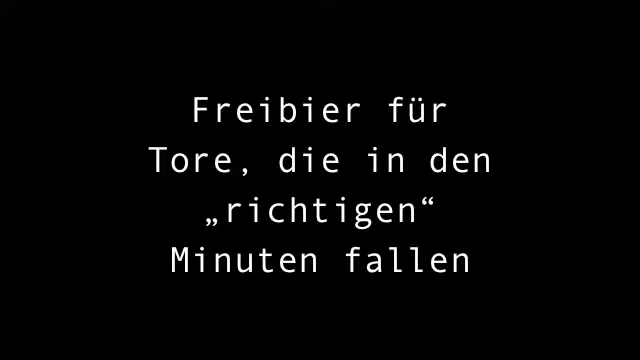 Freibier für
Tore, die in den
„richtigen“
Minuten fallen